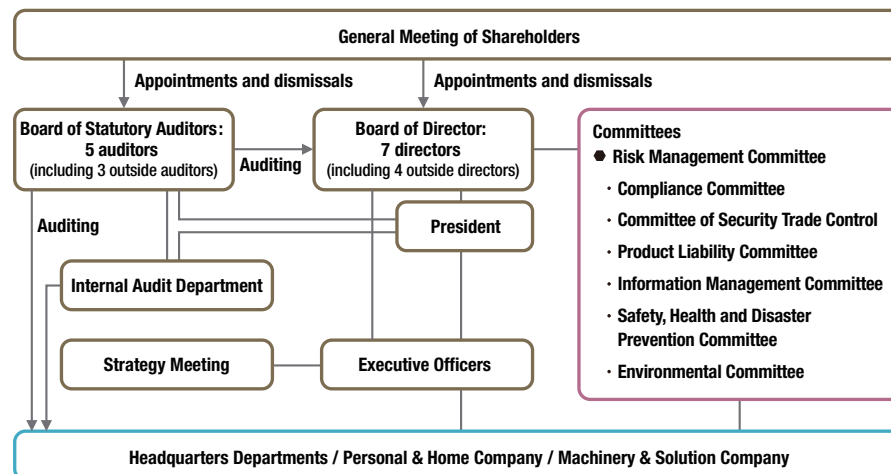 General Meeting of Shareholders
Appointments and dismissals
Appointments and dismissals
Board of Statutory Auditors:
5 auditors
(including 3 outside auditors)
Auditing
Board of Director:
7 directors
(including 4 outside directors)
Committees
Risk Management Committee
・Compliance Committee
・Committee of Security Trade Control
・Product Liability Committee
・Information Management Committee
・Safety, Health and Disaster
Prevention Committee
・Environmental Committee
Auditing
President
Internal Audit Department
Strategy Meeting
Executive Officers
Headquarters Departments / Personal & Home Company / Machinery & Solution Company